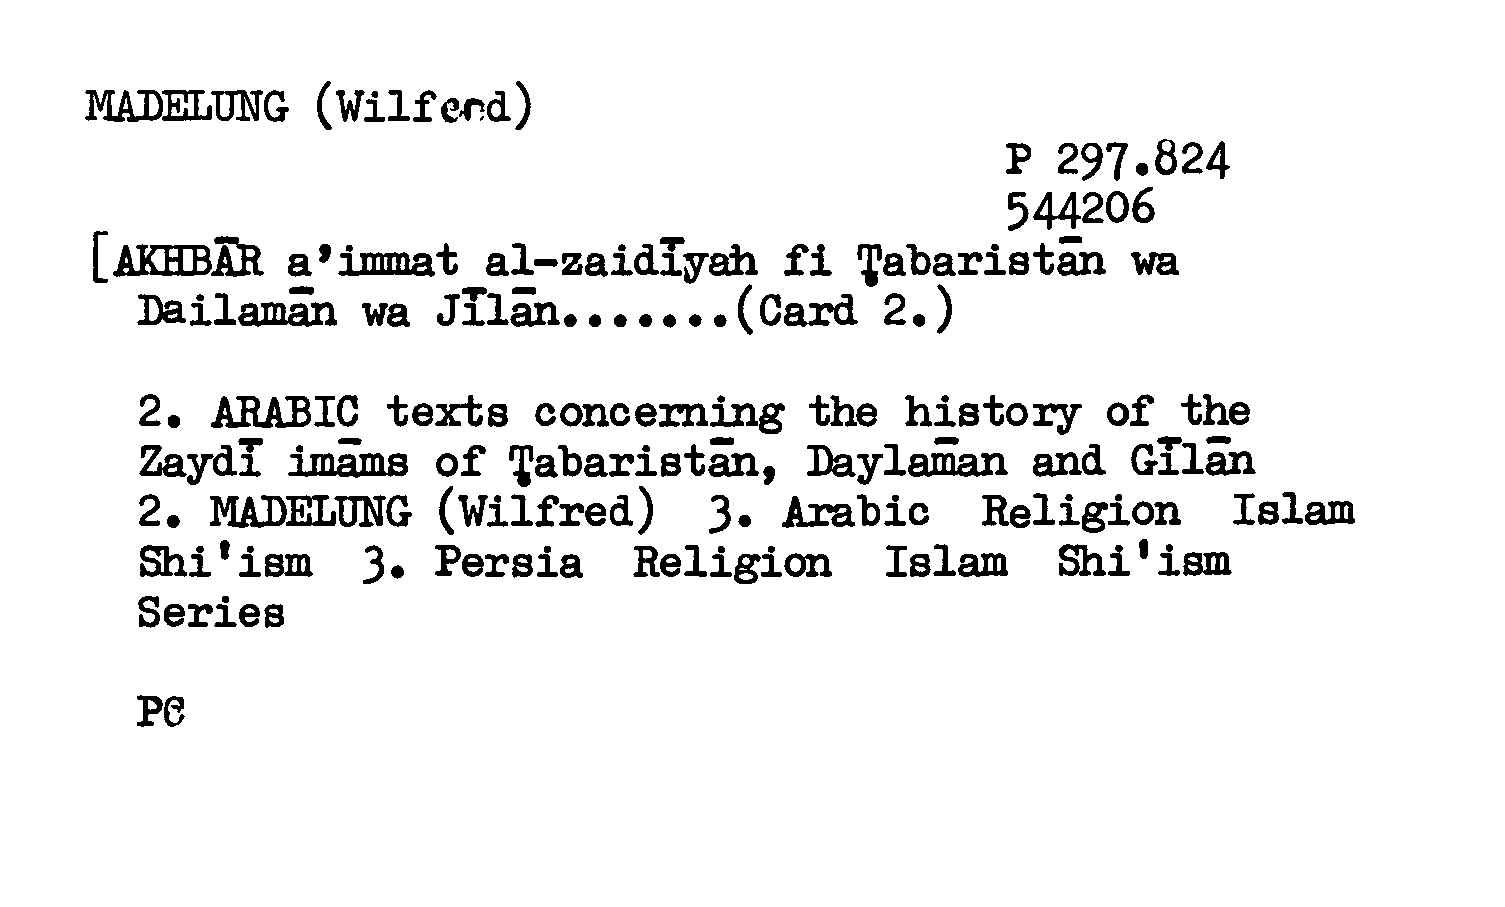 MADELUNG (Wilferd)
P 297.824
544206
[AKHBĀR a'immat al-zaidīyah fi Ṭabaristān wa
Dailamān wa Jīlān.......(Card 2.)
2. ARABIC texts concerning the history of the
Zaydī imāms of Ṭabaristān, Daylamān and Gīlān
2. MADELUNG (Wilfred) 3. Arabic Religion Islam
Shi'ism 3. Persia Religion Islam Shi'ism
Series